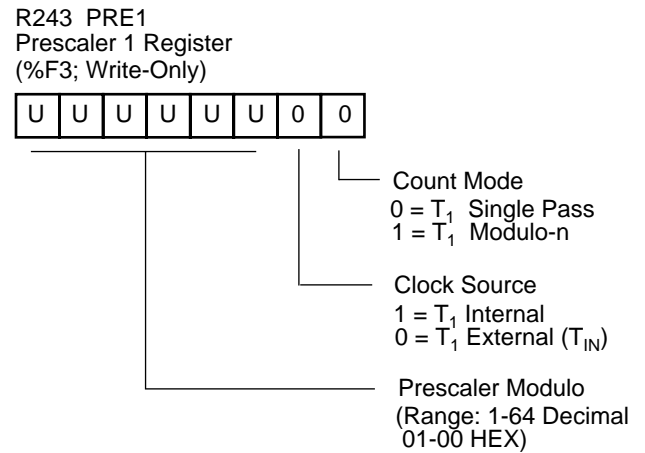 R243 PRE1
Prescaler 1 Register
(%F3; Write-Only)
U U U U U U 0 0
Count Mode
0 = T1 Single Pass
1 = T1 Modulo-n
Clock Source
1 = T1 Internal
0 = T1 External (TIN)
Prescaler Modulo
(Range: 1-64 Decimal
01-00 HEX)